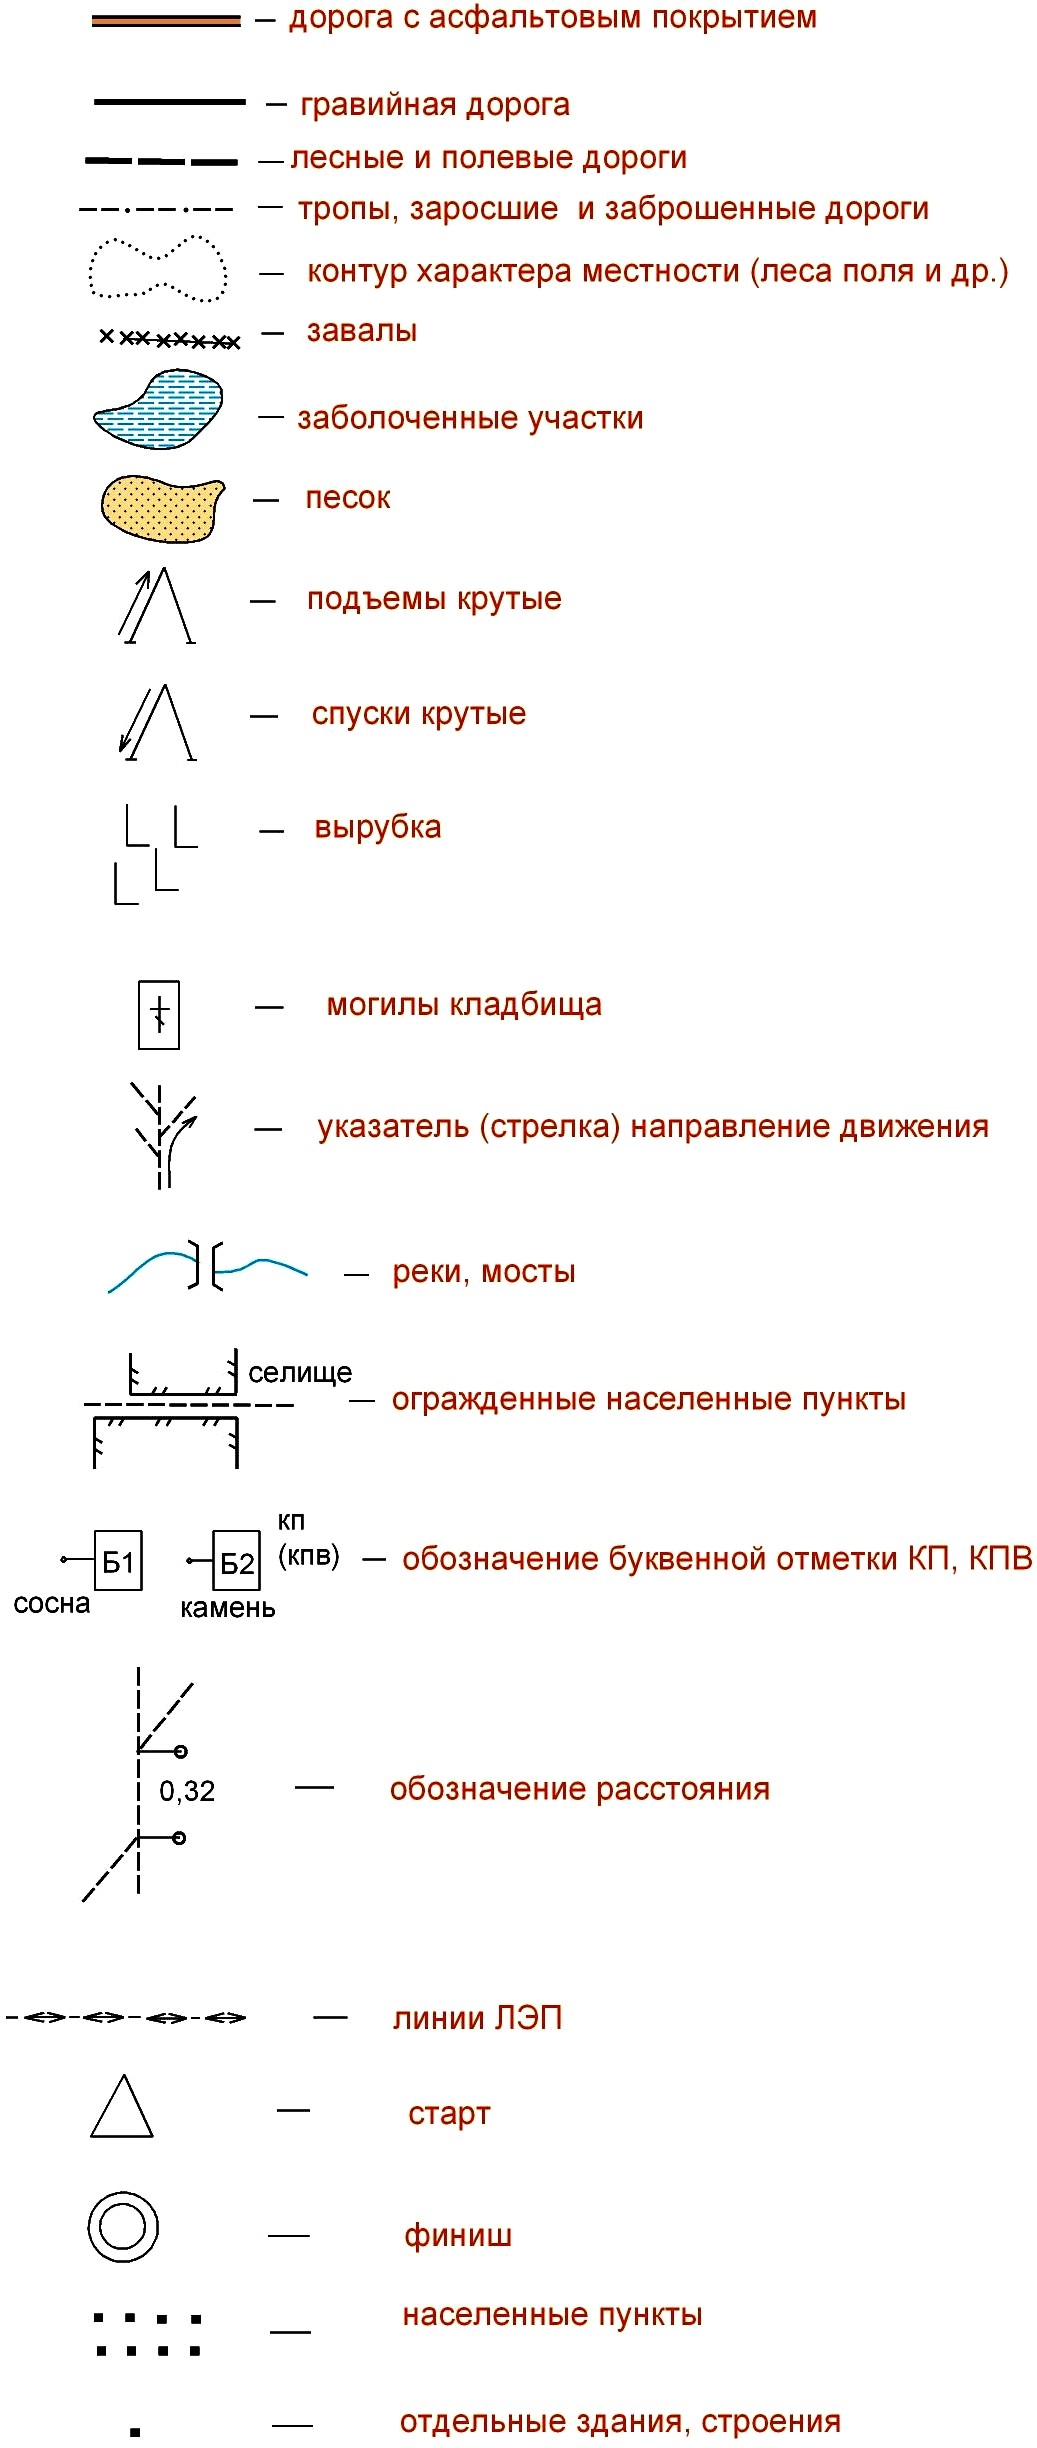 – дорога с асфальтовым покрытием
– гравийная дорога
– лесные и полевые дороги
– тропы, заросшие и заброшенные дороги
– контур характера местности (леса поля и др.)
– завалы
– заболоченные участки
– песок
– подъемы крутые
– спуски крутые
– вырубка
– могилы кладбища
– указатель (стрелка) направление движения
– реки, мосты
селище
– огражденные населенные пункты
Б1 Б2 кп
(кпв) – обозначение буквенной отметки КП, КПВ
сосна камень
0,32 – обозначение расстояния
– линии ЛЭП
– старт
– финиш
– населенные пункты
– отдельные здания, строения